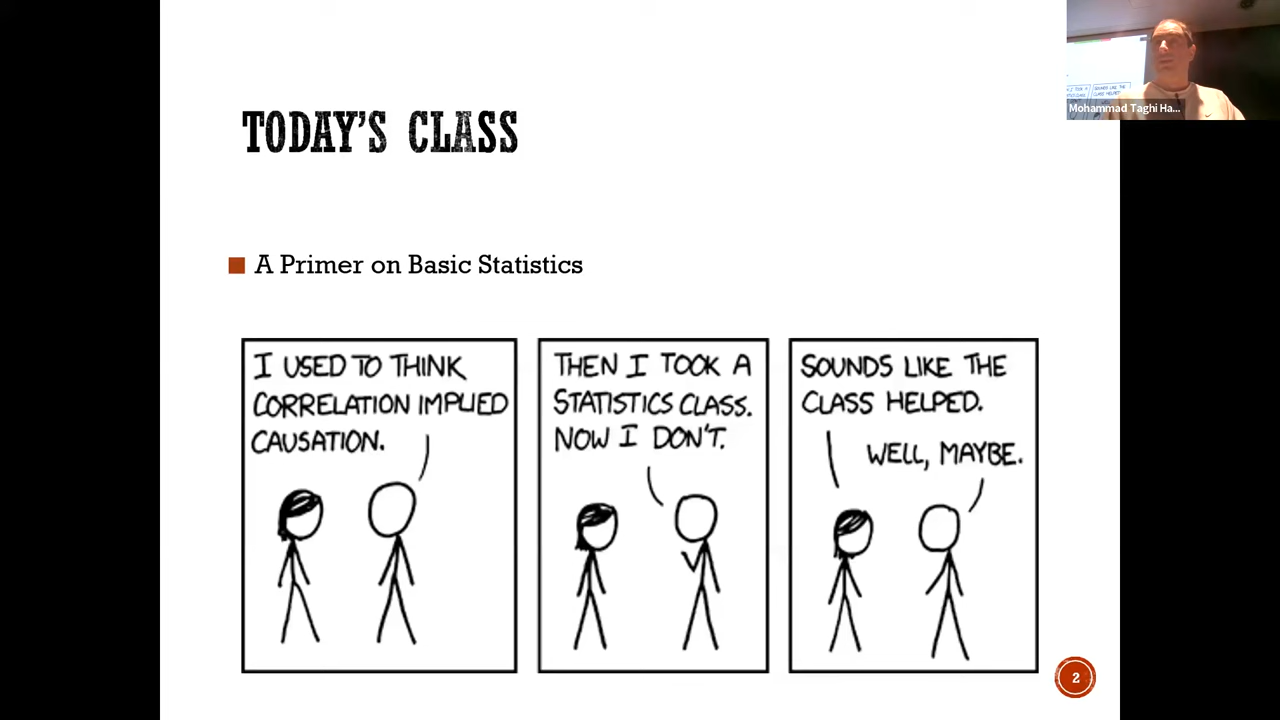 TODAY'S CLASS
A Primer on Basic Statistics
I USED TO THINK
CORRELATION IMPLIED
CAUSATION.
THEN I TOOK A
STATISTICS CLASS.
NOW I DON'T.
SOUNDS LIKE THE
CLASS HELPED.
WELL, MAYBE.
2
Mohammad Taghi Ha...